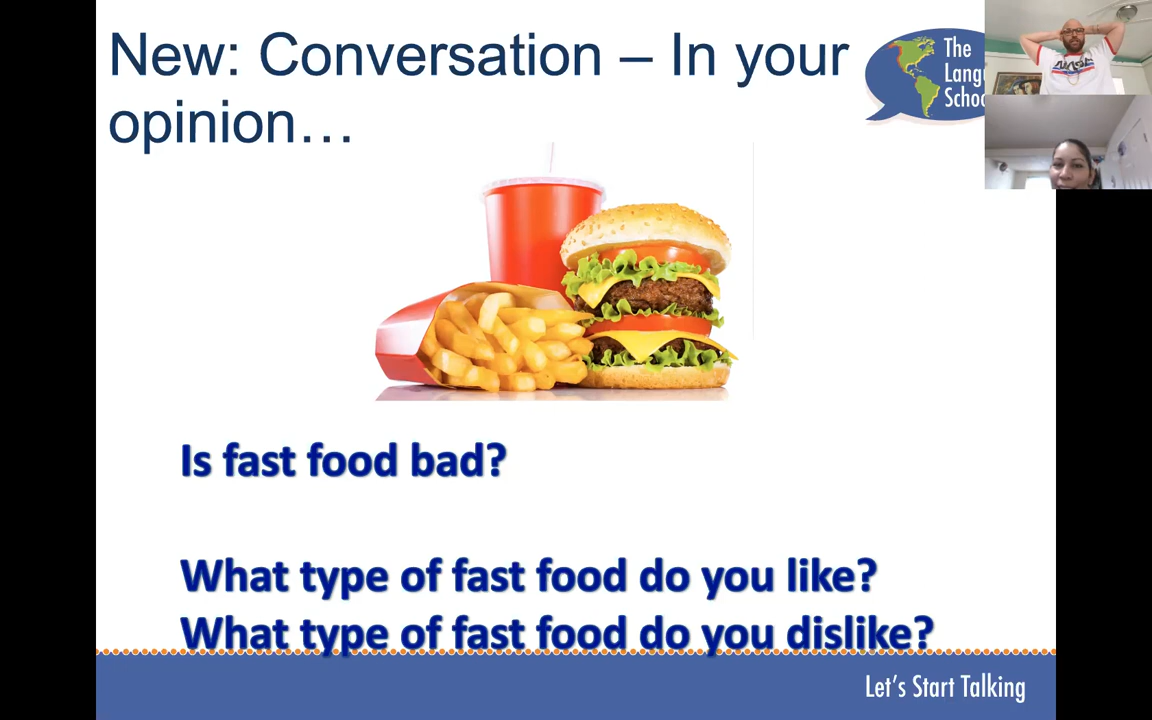 New: Conversation – In your
opinion…
The
Schoo
Is fast food bad?
What type of fast food do you like?
What type of fast food do you dislike?
Let's Start Talking